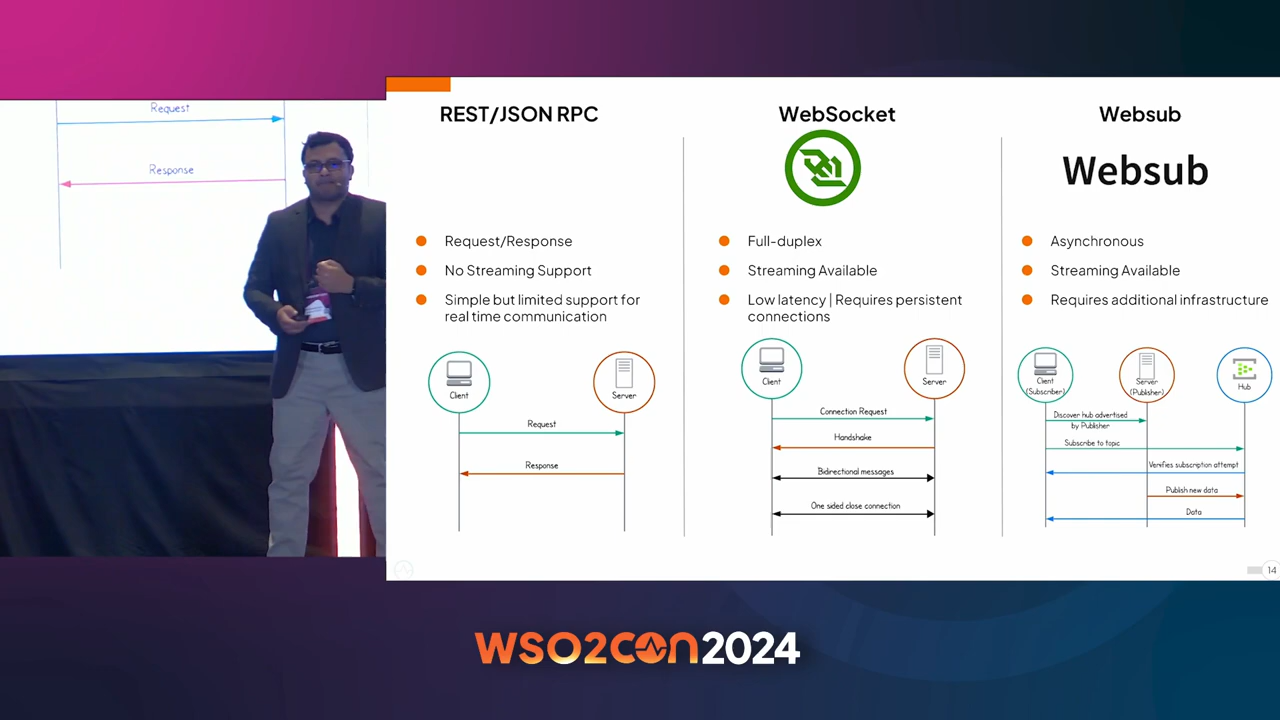 Request
Response
REST/JSON RPC
Request/Response
No Streaming Support
Simple but limited support for
real time communication
Client
Server
Request
Response
WebSocket
Full-duplex
Streaming Available
Low latency | Requires persistent
connections
Client
Server
Connection Request
Handshake
Bidirectional messages
One sided close connection
Websub
Websub
Asynchronous
Streaming Available
Requires additional infrastructure
Client
(Subscriber)
Server
(Publisher)
Hub
Discover hub advertised
by Publisher
Subscribe to topic
Verifies subscription attempt
Publish new data
Data
14
WSO2CON2024